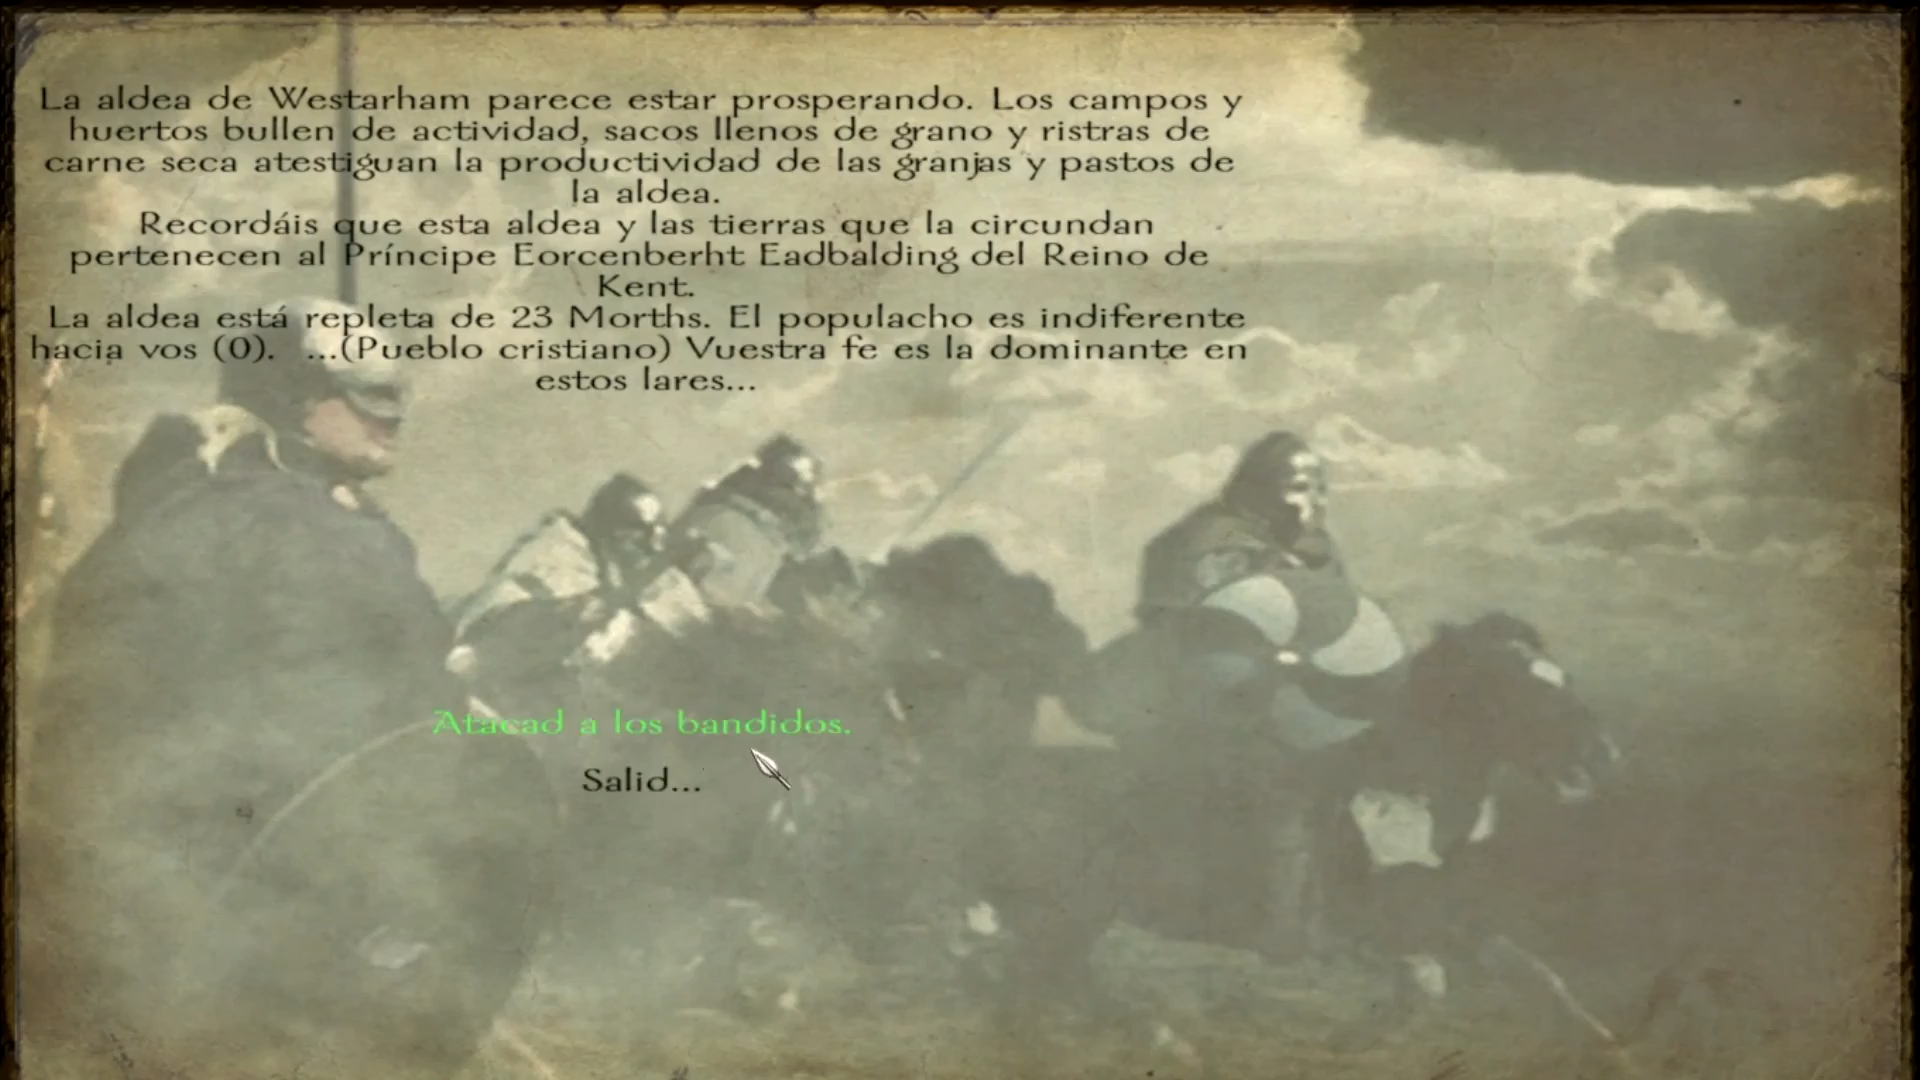 La aldea de Westarham parece estar prosperando. Los campos y
huertos bullen de actividad, sacos llenos de grano y ristras de
carne seca atestiguan la productividad de las granjas y pastos de
la aldea.
Recordáis que esta aldea y las tierras que la circundan
pertenecen al Príncipe Eorcenberht Eadbalding del Reino de
Kent.
La aldea está repleta de 23 Morths. El populacho es indiferente
hacia vos (0). ...(Pueblo cristiano) Vuestra fe es la dominante en
estos lares...
Atacad a los bandidos.
Salid...